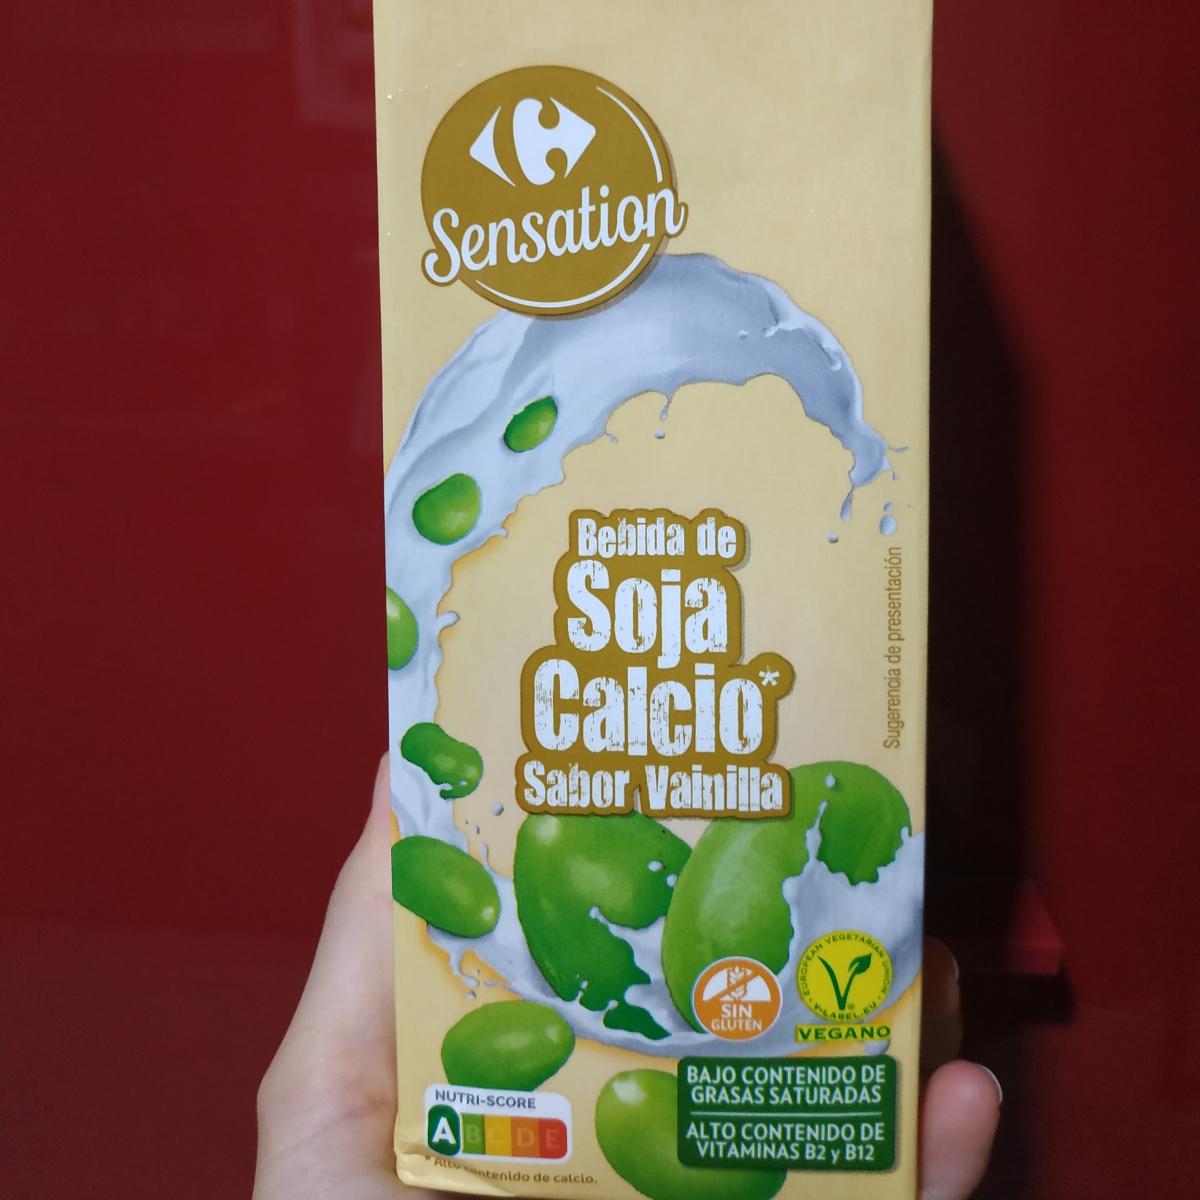 Sensation
Bebida de
Soja
Calcio*
Sabor Vainilla
Sugerencia de presentación
SIN
GLUTEN
EUROPEAN VEGETARIAN UNION
V-LABEL.EU
VEGANO
BAJO CONTENIDO DE
GRASAS SATURADAS
ALTO CONTENIDO DE
VITAMINAS B2 y B12
NUTRI-SCORE
A B C D E
* Alto contenido de calcio.